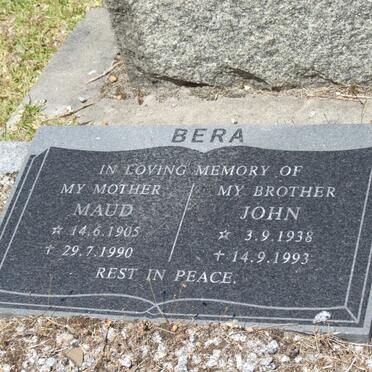 BERA
IN LOVING MEMORY OF
MY MOTHER
MAUD
☆ 14.6.1905
† 29.7.1990
MY BROTHER
JOHN
☆ 3.9.1938
† 14.9.1993
REST IN PEACE.